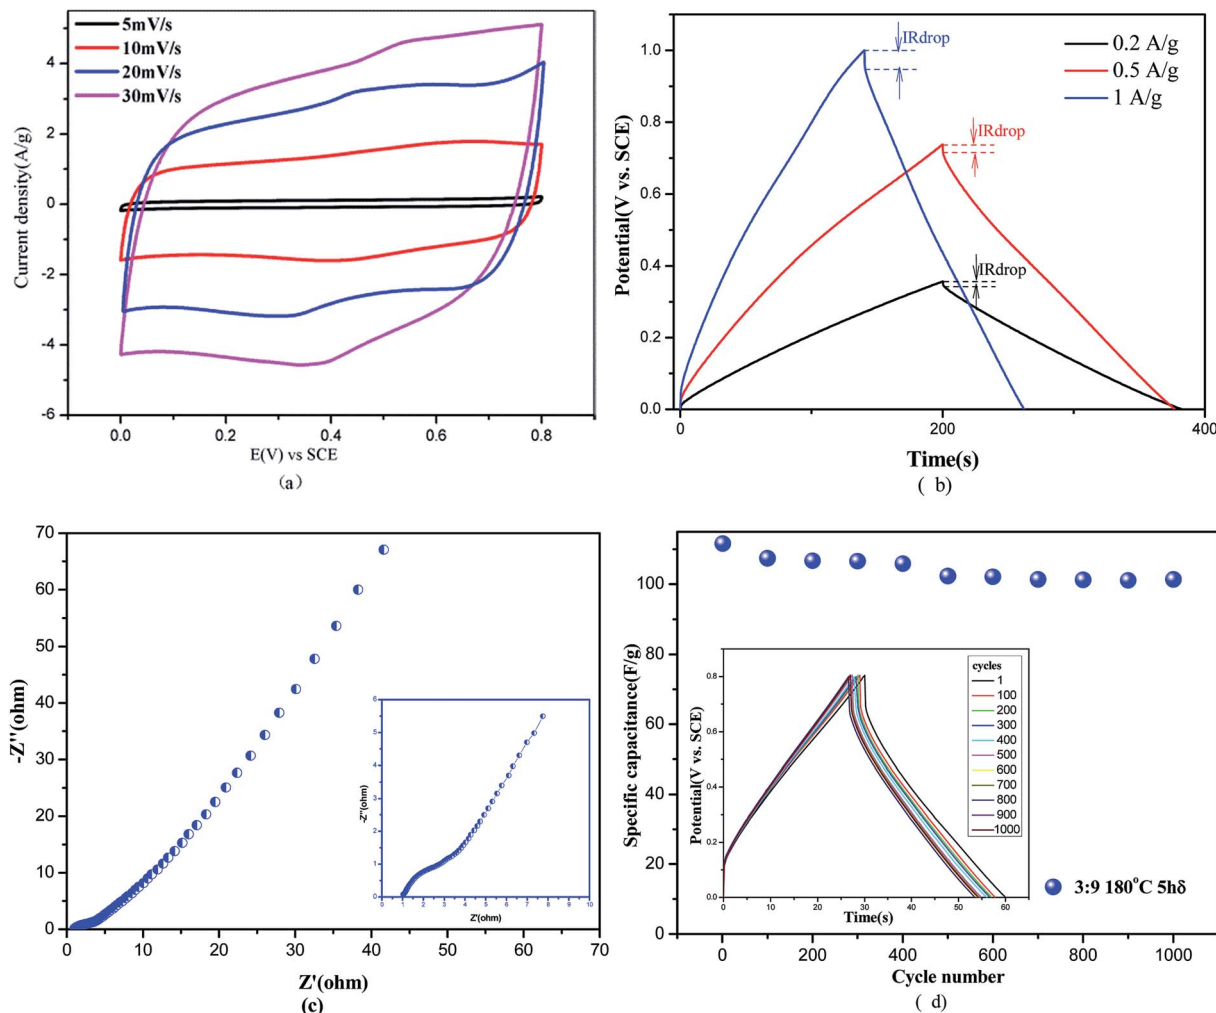 5mV/s
10mV/s
20mV/s
30mV/s
4
2
0
-2
-4
-6
Current density(A/g)
0.0 0.2 0.4 0.6 0.8
E(V) vs SCE
(a)
IRdrop
IRdrop
IRdrop
0.2 A/g
0.5 A/g
1 A/g
1.0
0.8
0.6
0.4
0.2
0.0
Potential(V vs. SCE)
0 200 400
Time(s)
( b)
70
60
50
40
30
20
10
0
-Z''(ohm)
0 10 20 30 40 50 60 70
Z'(ohm)
(c)
6
5
4
3
2
1
0
-Z''(ohm)
0 1 2 3 4 5 6 7 8 9 10
Z'(ohm)
100
80
60
40
20
0
Specific capacitance(F/g)
0 200 400 600 800 1000
Cycle number
( d)
3:9 180°C 5hδ
0.8
0.6
0.4
0.2
0.0
Potential(V vs. SCE)
0 10 20 30 40 50 60
Time(s)
cycles
1
100
200
300
400
500
600
700
800
900
1000